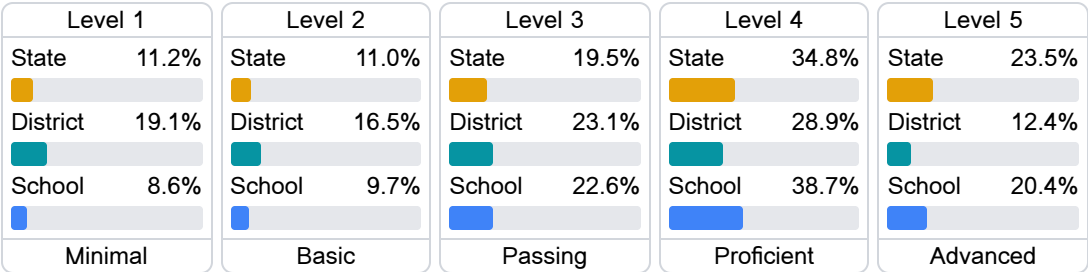 Level 1
State 11.2%
District 19.1%
School 8.6%
Minimal
Level 2
State 11.0%
District 16.5%
School 9.7%
Basic
Level 3
State 19.5%
District 23.1%
School 22.6%
Passing
Level 4
State 34.8%
District 28.9%
School 38.7%
Proficient
Level 5
State 23.5%
District 12.4%
School 20.4%
Advanced